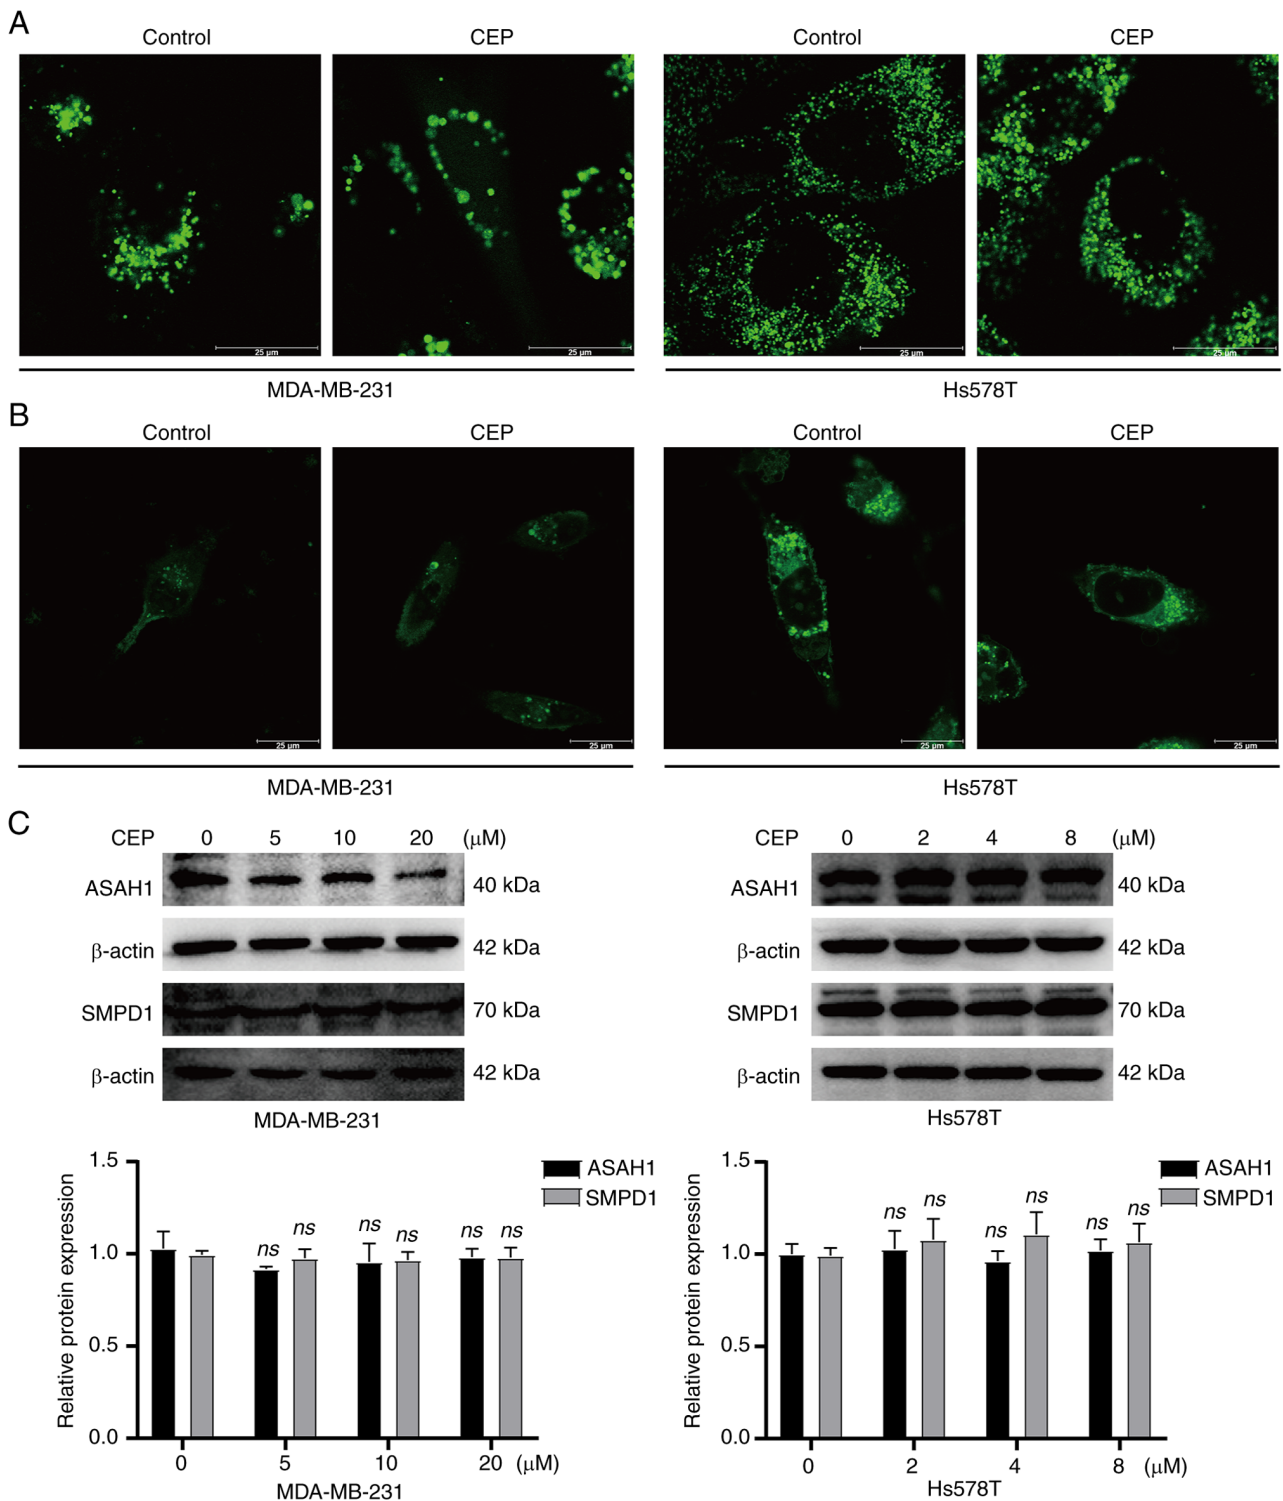 A
Control CEP Control CEP
25 µm 25 µm 25 µm 25 µm
MDA-MB-231 Hs578T
B
Control CEP Control CEP
25 µm 25 µm 25 µm 25 µm
MDA-MB-231 Hs578T
C
CEP 0 5 10 20 (µM)
ASAH1 40 kDa
β-actin 42 kDa
SMPD1 70 kDa
β-actin 42 kDa
MDA-MB-231
CEP 0 2 4 8 (µM)
ASAH1 40 kDa
β-actin 42 kDa
SMPD1 70 kDa
β-actin 42 kDa
Hs578T
Relative protein expression
1.5
1.0
0.5
0.0
ASAH1
SMPD1
ns ns ns ns ns ns
0 5 10 20 (µM)
MDA-MB-231
Relative protein expression
1.5
1.0
0.5
0.0
ASAH1
SMPD1
ns ns ns ns ns ns
0 2 4 8 (µM)
Hs578T